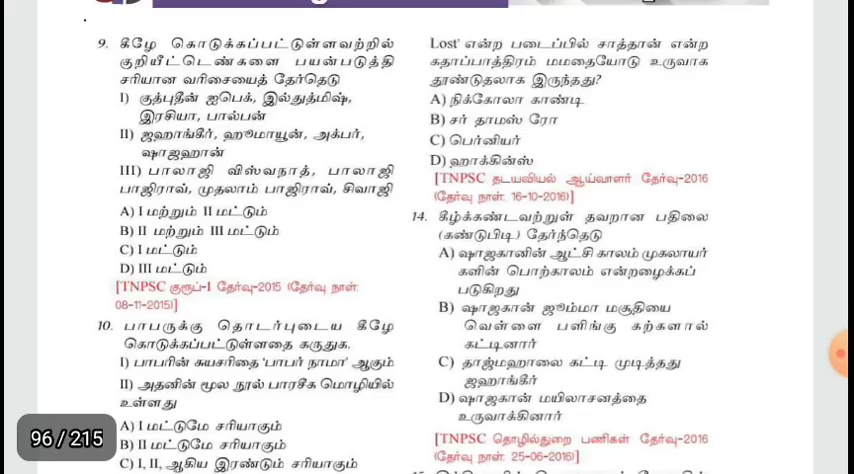 9. கீழே கொடுக்கப்பட்டுள்ளவற்றில்
குறியீட்டெண்களை பயன்படுத்தி
சரியான வரிசையைத் தேர்தெடு
I) குத்புதீன் ஐபெக், இல்துத்மிஷ்,
இரசியா, பால்பன்
II) ஜஹாங்கீர், ஹூமாயூன், அக்பர்,
ஷாஜஹான்
III) பாலாஜி விஸ்வநாத், பாலாஜி
பாஜிராவ், முதலாம் பாஜிராவ், சிவாஜி
A) I மற்றும் II மட்டும்
B) II மற்றும் III மட்டும்
C) I மட்டும்
D) III மட்டும்
[TNPSC குரூப்-I தேர்வு-2015 (தேர்வு நாள்:
08-11-2015)]
10. பாபருக்கு தொடர்புடைய கீழே
கொடுக்கப்பட்டுள்ளதை கருதுக.
I) பாபரின் சுயசரிதை 'பாபர் நாமா' ஆகும்
II) அதனின் மூல நூல் பாரசீக மொழியில்
உள்ளது
A) I மட்டுமே சரியாகும்
B) II மட்டுமே சரியாகும்
C) I, II, ஆகிய இரண்டும் சரியாகும்
96 / 215
Lost' என்ற படைப்பில் சாத்தான் என்ற
கதாப்பாத்திரம் மமதையோடு உருவாக
தூண்டுதலாக இருந்தது?
A) நிக்கோலா காண்டி
B) சர் தாமஸ் ரோ
C) பெர்னியர்
D) ஹாக்கின்ஸ்
[TNPSC தடயவியல் ஆய்வாளர் தேர்வு-2016
(தேர்வு நாள்: 16-10-2016)]
14. கீழ்க்கண்டவற்றுள் தவறான பதிலை
(கண்டுபிடி) தேர்ந்தெடு
A) ஷாஜகானின் ஆட்சி காலம் முகலாயர்
களின் பொற்காலம் என்றழைக்கப்
படுகிறது
B) ஷாஜகான் ஜூம்மா மசூதியை
வெள்ளை பளிங்கு கற்களால்
கட்டினார்
C) தாஜ்மஹாலை கட்டி முடித்தது
ஜஹாங்கீர்
D) ஷாஜகான் மயிலாசனத்தை
உருவாக்கினார்
[TNPSC தொழில்துறை பணிகள் தேர்வு-2016
(தேர்வு நாள்: 25-06-2016)]